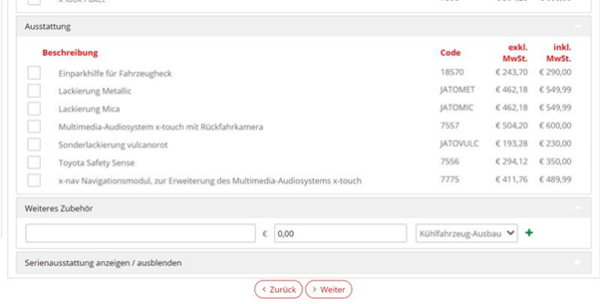 Ausstattung
Beschreibung Code exkl. MwSt. inkl. MwSt.
Einparkhilfe für Fahrzeugheck 18570 € 243,70 € 290,00
Lackierung Metallic JATOMET € 462,18 € 549,99
Lackierung Mica JATOMIC € 462,18 € 549,99
Multimedia-Audiosystem x-touch mit Rückfahrkamera 7557 € 504,20 € 600,00
Sonderlackierung vulcanorot JATOVULC € 193,28 € 230,00
Toyota Safety Sense 7556 € 294,12 € 350,00
x-nav Navigationsmodul, zur Erweiterung des Multimedia-Audiosystems x-touch 7775 € 411,76 € 489,99
Weiteres Zubehör
€ 0,00 Kühlfahrzeug-Ausbau
Serienausstattung anzeigen / ausblenden
< Zurück > Weiter